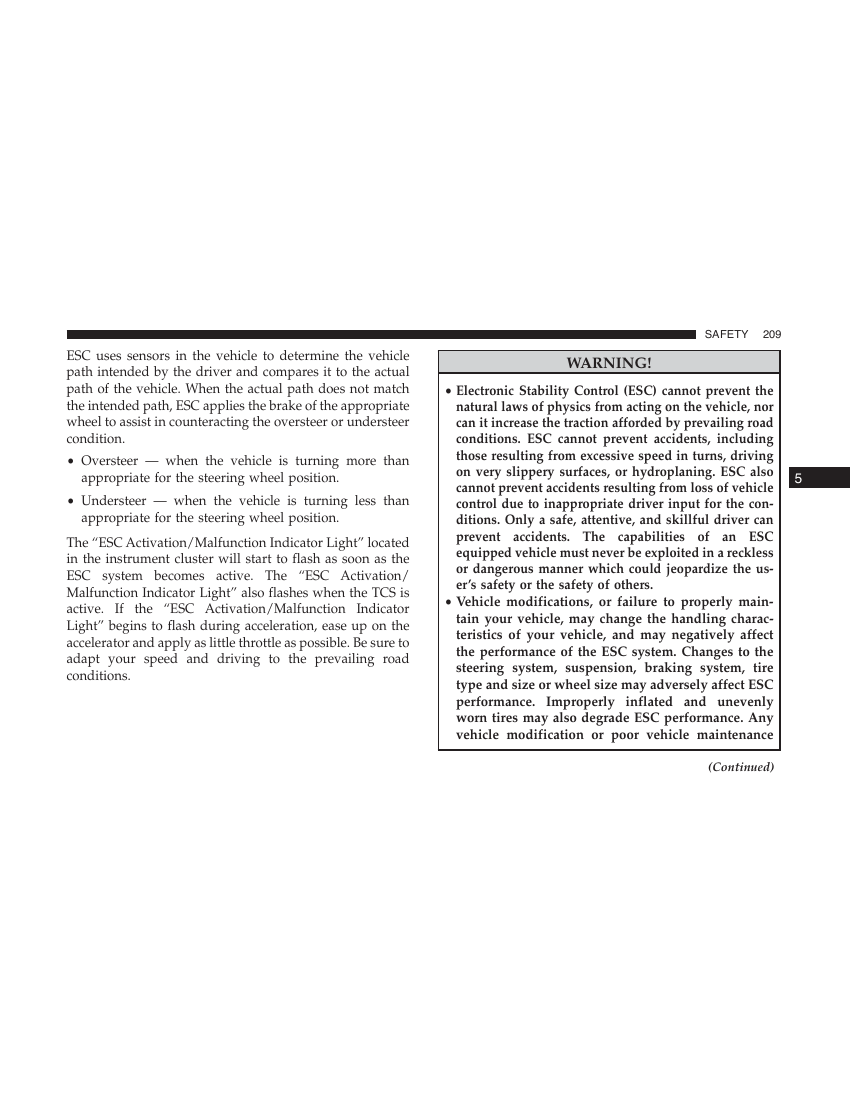 SAFETY 209
ESC uses sensors in the vehicle to determine the vehicle
path intended by the driver and compares it to the actual
path of the vehicle. When the actual path does not match
the intended path, ESC applies the brake of the appropriate
wheel to assist in counteracting the oversteer or understeer
condition.
• Oversteer — when the vehicle is turning more than
appropriate for the steering wheel position.
• Understeer — when the vehicle is turning less than
appropriate for the steering wheel position.
The “ESC Activation/Malfunction Indicator Light” located
in the instrument cluster will start to flash as soon as the
ESC system becomes active. The “ESC Activation/
Malfunction Indicator Light” also flashes when the TCS is
active. If the “ESC Activation/Malfunction Indicator
Light” begins to flash during acceleration, ease up on the
accelerator and apply as little throttle as possible. Be sure to
adapt your speed and driving to the prevailing road
conditions.
WARNING!
• Electronic Stability Control (ESC) cannot prevent the
natural laws of physics from acting on the vehicle, nor
can it increase the traction afforded by prevailing road
conditions. ESC cannot prevent accidents, including
those resulting from excessive speed in turns, driving
on very slippery surfaces, or hydroplaning. ESC also
cannot prevent accidents resulting from loss of vehicle
control due to inappropriate driver input for the con-
ditions. Only a safe, attentive, and skillful driver can
prevent accidents. The capabilities of an ESC
equipped vehicle must never be exploited in a reckless
or dangerous manner which could jeopardize the us-
er’s safety or the safety of others.
• Vehicle modifications, or failure to properly main-
tain your vehicle, may change the handling charac-
teristics of your vehicle, and may negatively affect
the performance of the ESC system. Changes to the
steering system, suspension, braking system, tire
type and size or wheel size may adversely affect ESC
performance. Improperly inflated and unevenly
worn tires may also degrade ESC performance. Any
vehicle modification or poor vehicle maintenance
(Continued)
5